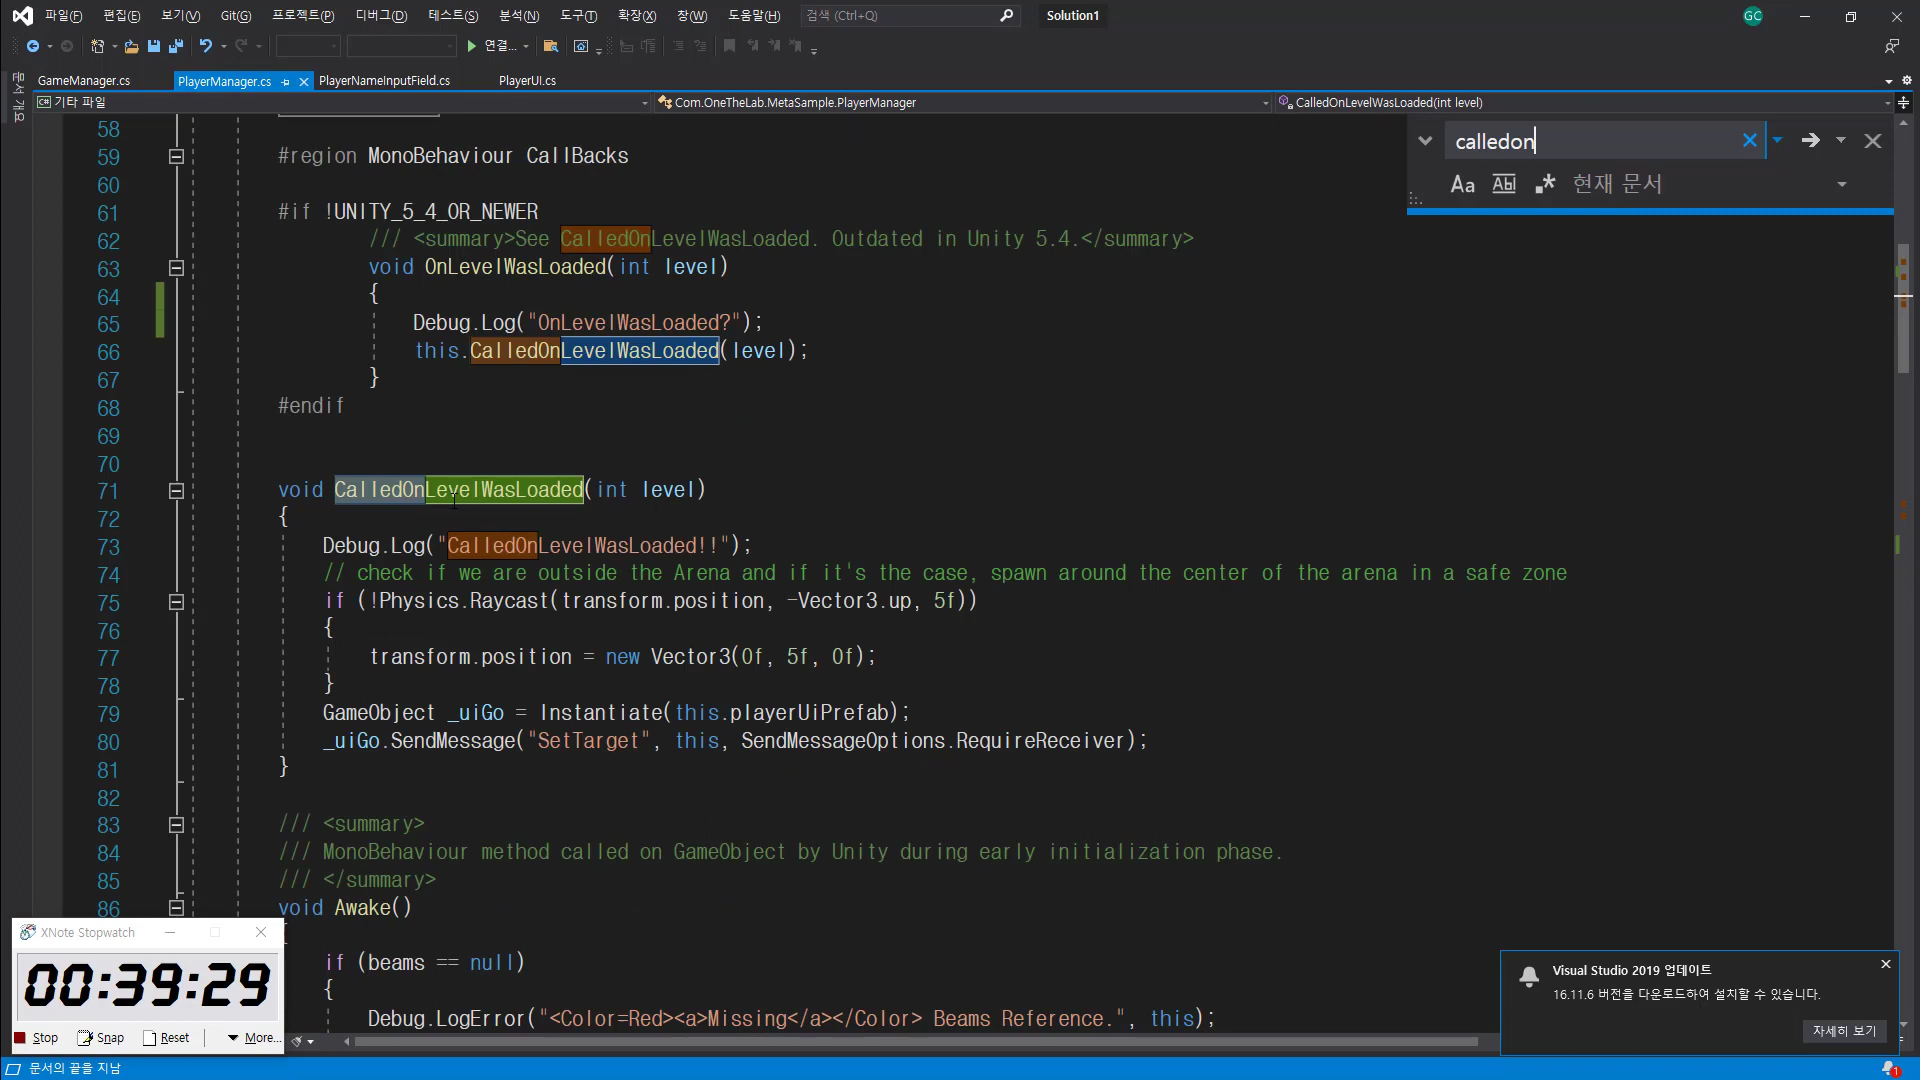 파일(F) 편집(E) 보기(V) Git(G) 프로젝트(P) 디버그(D) 테스트(S) 분석(N) 도구(T) 확장(X) 창(W) 도움말(H) 검색 (Ctrl+Q) Solution1 GC
연결...
문서 개요
GameManager.cs PlayerManager.cs PlayerNameInputField.cs PlayerUI.cs
C# 기타 파일 Com.OneTheLab.MetaSample.PlayerManager CalledOnLevelWasLoaded(int level)
calledon
Aa Abl .* 현재 문서
58
59 #region MonoBehaviour CallBacks
60
61 #if !UNITY_5_4_OR_NEWER
62 /// <summary>See CalledOnLevelWasLoaded. Outdated in Unity 5.4.</summary>
63 void OnLevelWasLoaded(int level)
64 {
65 Debug.Log("OnLevelWasLoaded?");
66 this.CalledOnLevelWasLoaded(level);
67 }
68 #endif
69
70
71 void CalledOnLevelWasLoaded(int level)
72 {
73 Debug.Log("CalledOnLevelWasLoaded!!");
74 // check if we are outside the Arena and if it's the case, spawn around the center of the arena in a safe zone
75 if (!Physics.Raycast(transform.position, -Vector3.up, 5f))
76 {
77 transform.position = new Vector3(0f, 5f, 0f);
78 }
79 GameObject _uiGo = Instantiate(this.playerUiPrefab);
80 _uiGo.SendMessage("SetTarget", this, SendMessageOptions.RequireReceiver);
81 }
82
83 /// <summary>
84 /// MonoBehaviour method called on GameObject by Unity during early initialization phase.
85 /// </summary>
86 void Awake()
{
if (beams == null)
{
Debug.LogError("<Color=Red><a>Missing</a></Color> Beams Reference.", this);
XNote Stopwatch
00:39:29
Stop Snap Reset More...
Visual Studio 2019 업데이트
16.11.6 버전을 다운로드하여 설치할 수 있습니다.
자세히 보기
문서의 끝을 지남
1